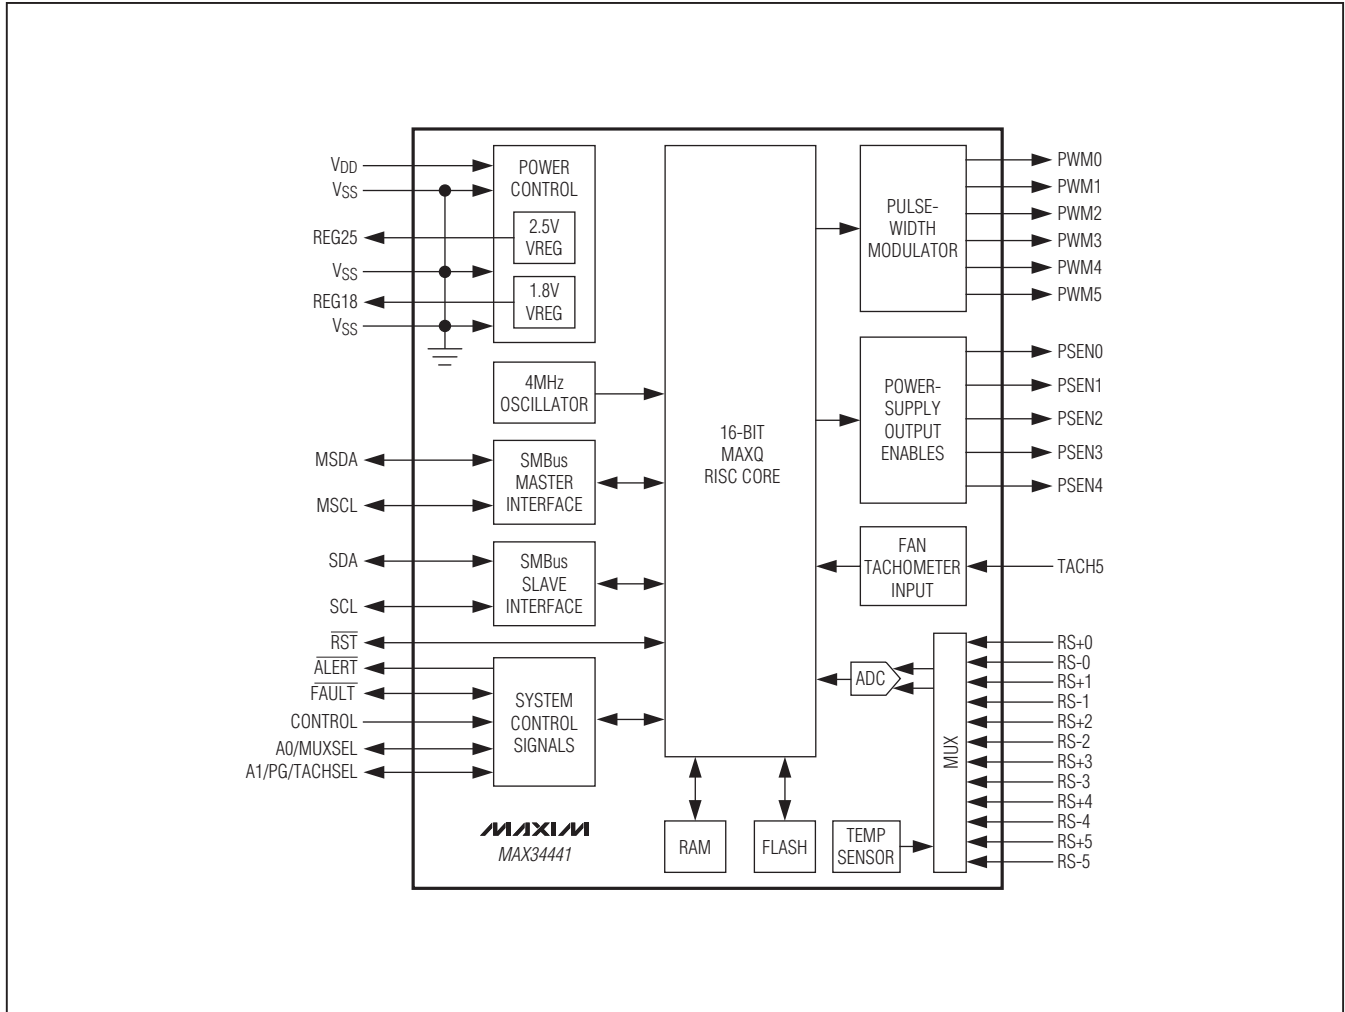 VDD
VSS
REG25
VSS
REG18
VSS
POWER
CONTROL
2.5V
VREG
1.8V
VREG
4MHz
OSCILLATOR
MSDA
MSCL
SMBus
MASTER
INTERFACE
SDA
SCL
SMBus
SLAVE
INTERFACE
RST
ALERT
FAULT
CONTROL
A0/MUXSEL
A1/PG/TACHSEL
SYSTEM
CONTROL
SIGNALS
MAXIM
MAX34441
16-BIT
MAXQ
RISC CORE
RAM
FLASH
PULSE-
WIDTH
MODULATOR
PWM0
PWM1
PWM2
PWM3
PWM4
PWM5
POWER-
SUPPLY
OUTPUT
ENABLES
PSEN0
PSEN1
PSEN2
PSEN3
PSEN4
FAN
TACHOMETER
INPUT
TACH5
ADC
MUX
TEMP
SENSOR
RS+0
RS-0
RS+1
RS-1
RS+2
RS-2
RS+3
RS-3
RS+4
RS-4
RS+5
RS-5